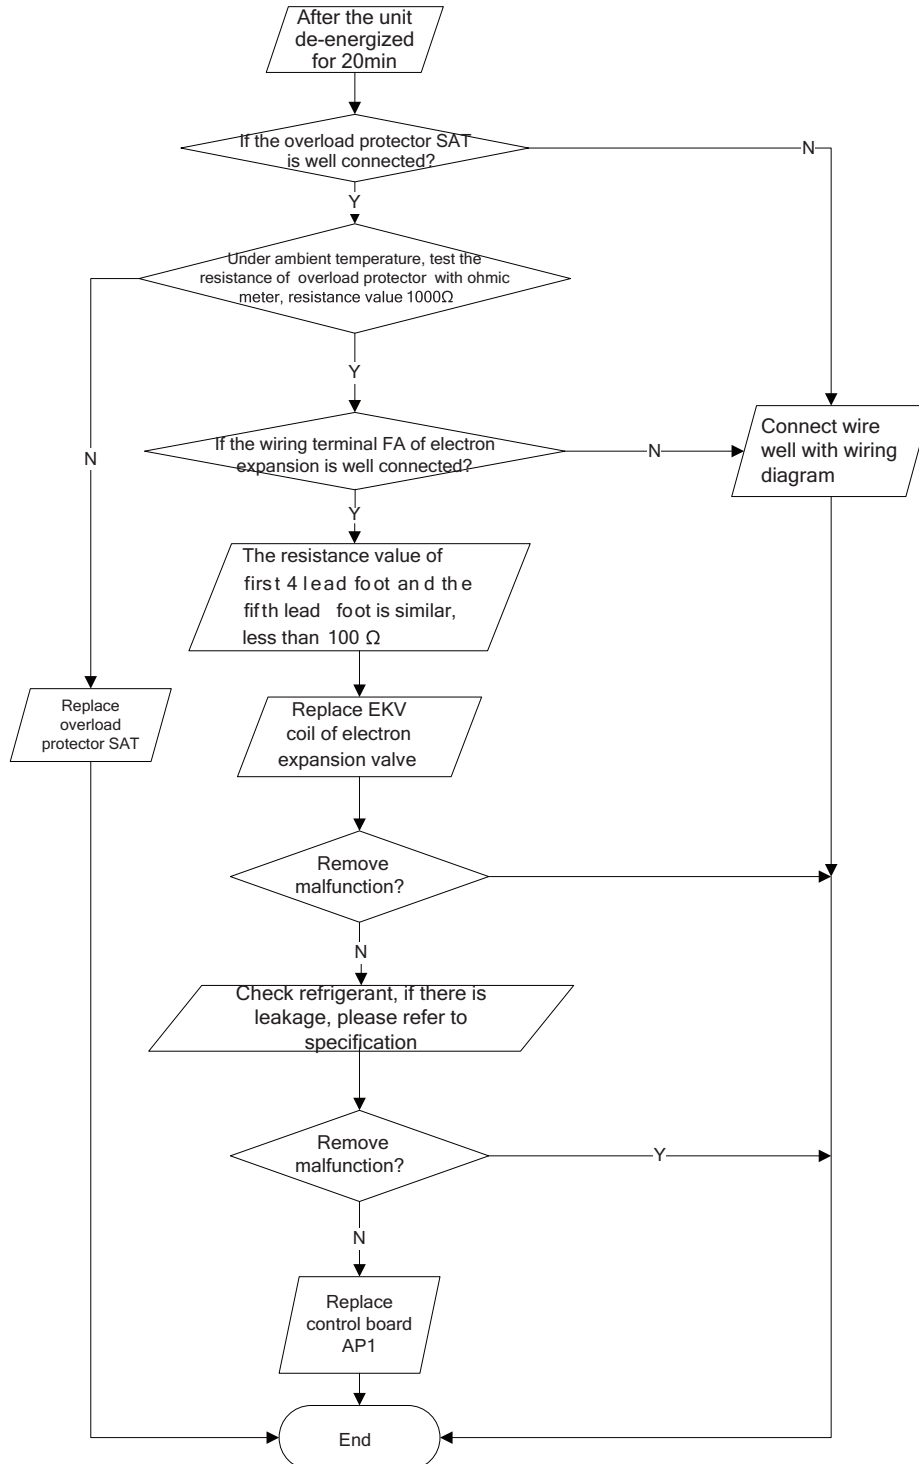 After the unit
de-energized
for 20min
If the overload protector SAT
is well connected?
N
Y
Under ambient temperature, test the
resistance of overload protector with ohmic
meter, resistance value 1000Ω
Y
N
If the wiring terminal FA of electron
expansion is well connected?
N
Connect wire
well with wiring
diagram
Y
The resistance value of
first 4 lead foot and the
fifth lead foot is similar,
less than 100 Ω
Replace
overload
protector SAT
Replace EKV
coil of electron
expansion valve
Remove
malfunction?
N
Check refrigerant, if there is
leakage, please refer to
specification
Remove
malfunction?
Y
N
Replace
control board
AP1
End